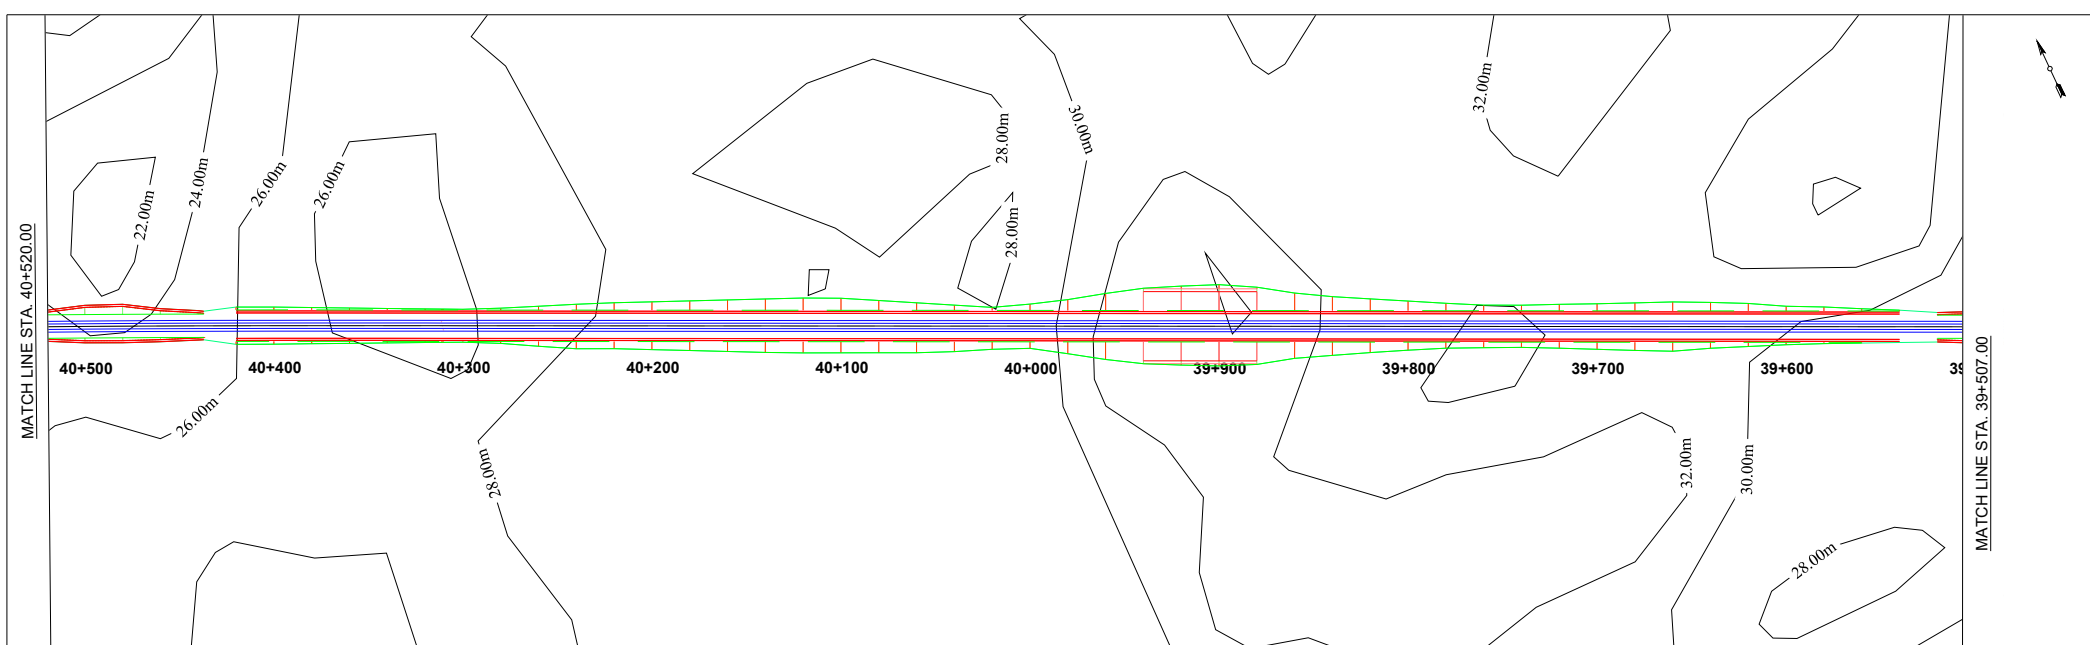 MATCH LINE STA. 40+520.00
22.00m
24.00m
26.00m
26.00m
28.00m
28.00m
30.00m
32.00m
40+500
40+400
40+300
40+200
40+100
40+000
39+900
39+800
39+700
39+600
39
26.00m
28.00m
32.00m
30.00m
28.00m
MATCH LINE STA. 39+507.00